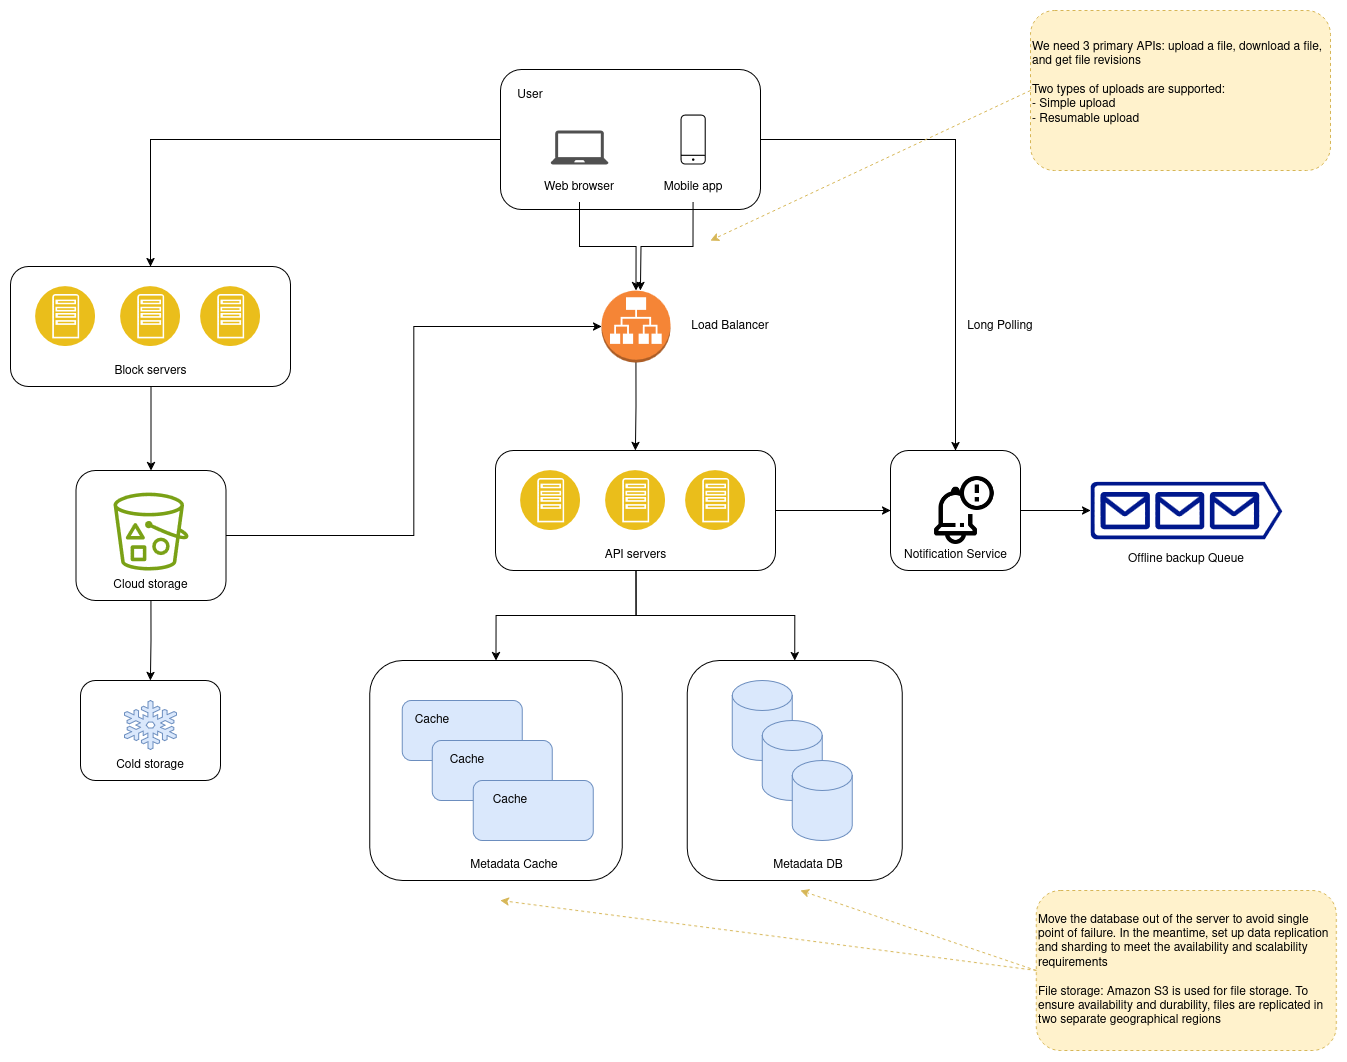 We need 3 primary APIs: upload a file, download a file,
and get file revisions
Two types of uploads are supported:
- Simple upload
- Resumable upload
User
Web browser
Mobile app
Block servers
Load Balancer
Long Polling
Cloud storage
API servers
Notification Service
Offline backup Queue
Cold storage
Cache
Cache
Cache
Metadata Cache
Metadata DB
Move the database out of the server to avoid single
point of failure. In the meantime, set up data replication
and sharding to meet the availability and scalability
requirements
File storage: Amazon S3 is used for file storage. To
ensure availability and durability, files are replicated in
two separate geographical regions